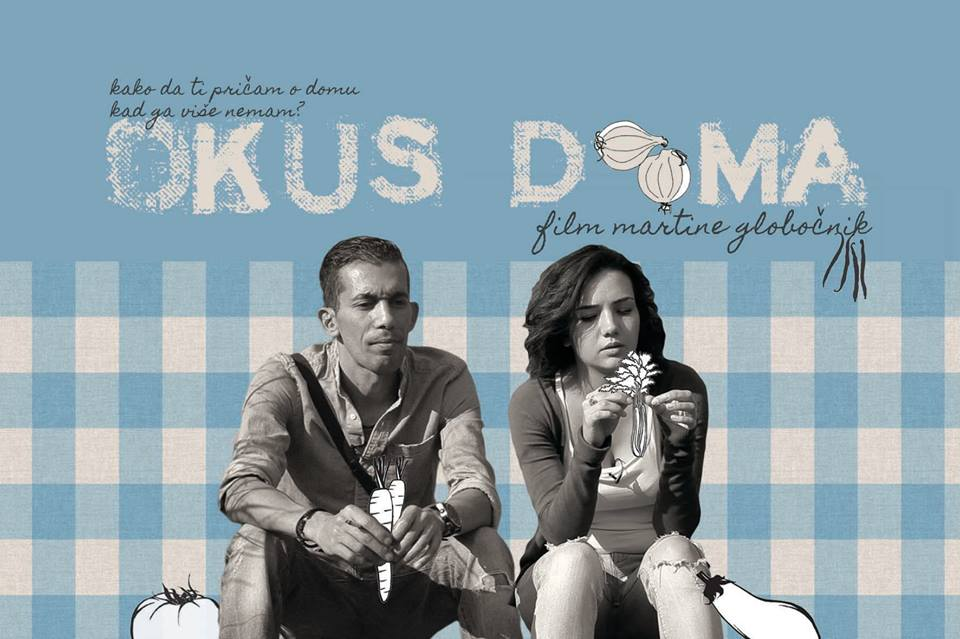 kako da ti pričam o domu
kad ga više nemam?
OKUS DOMA
film martine globočnik